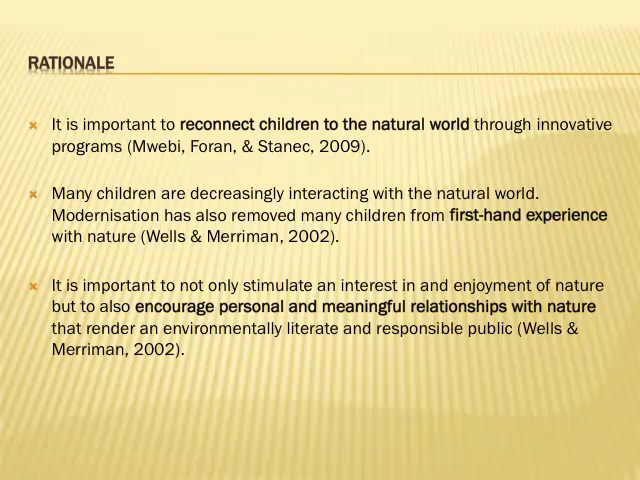 RATIONALE
It is important to reconnect children to the natural world through innovative
programs (Mwebi, Foran, & Stanec, 2009).
Many children are decreasingly interacting with the natural world.
Modernisation has also removed many children from first-hand experience
with nature (Wells & Merriman, 2002).
It is important to not only stimulate an interest in and enjoyment of nature
but to also encourage personal and meaningful relationships with nature
that render an environmentally literate and responsible public (Wells &
Merriman, 2002).